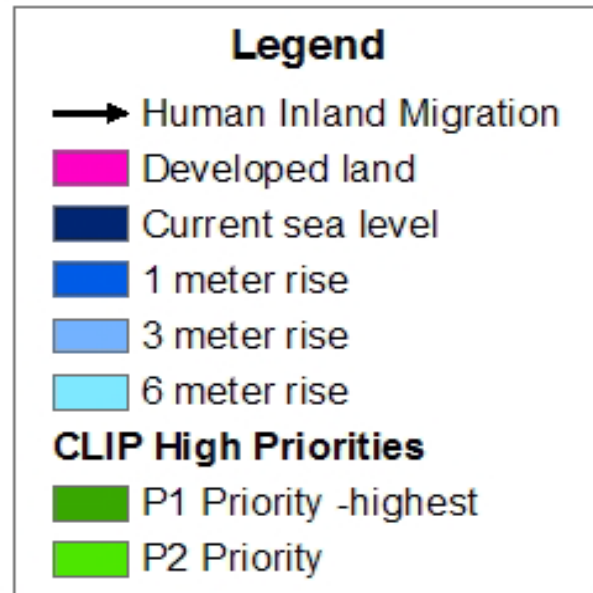 Legend
Human Inland Migration
Developed land
Current sea level
1 meter rise
3 meter rise
6 meter rise
CLIP High Priorities
P1 Priority -highest
P2 Priority